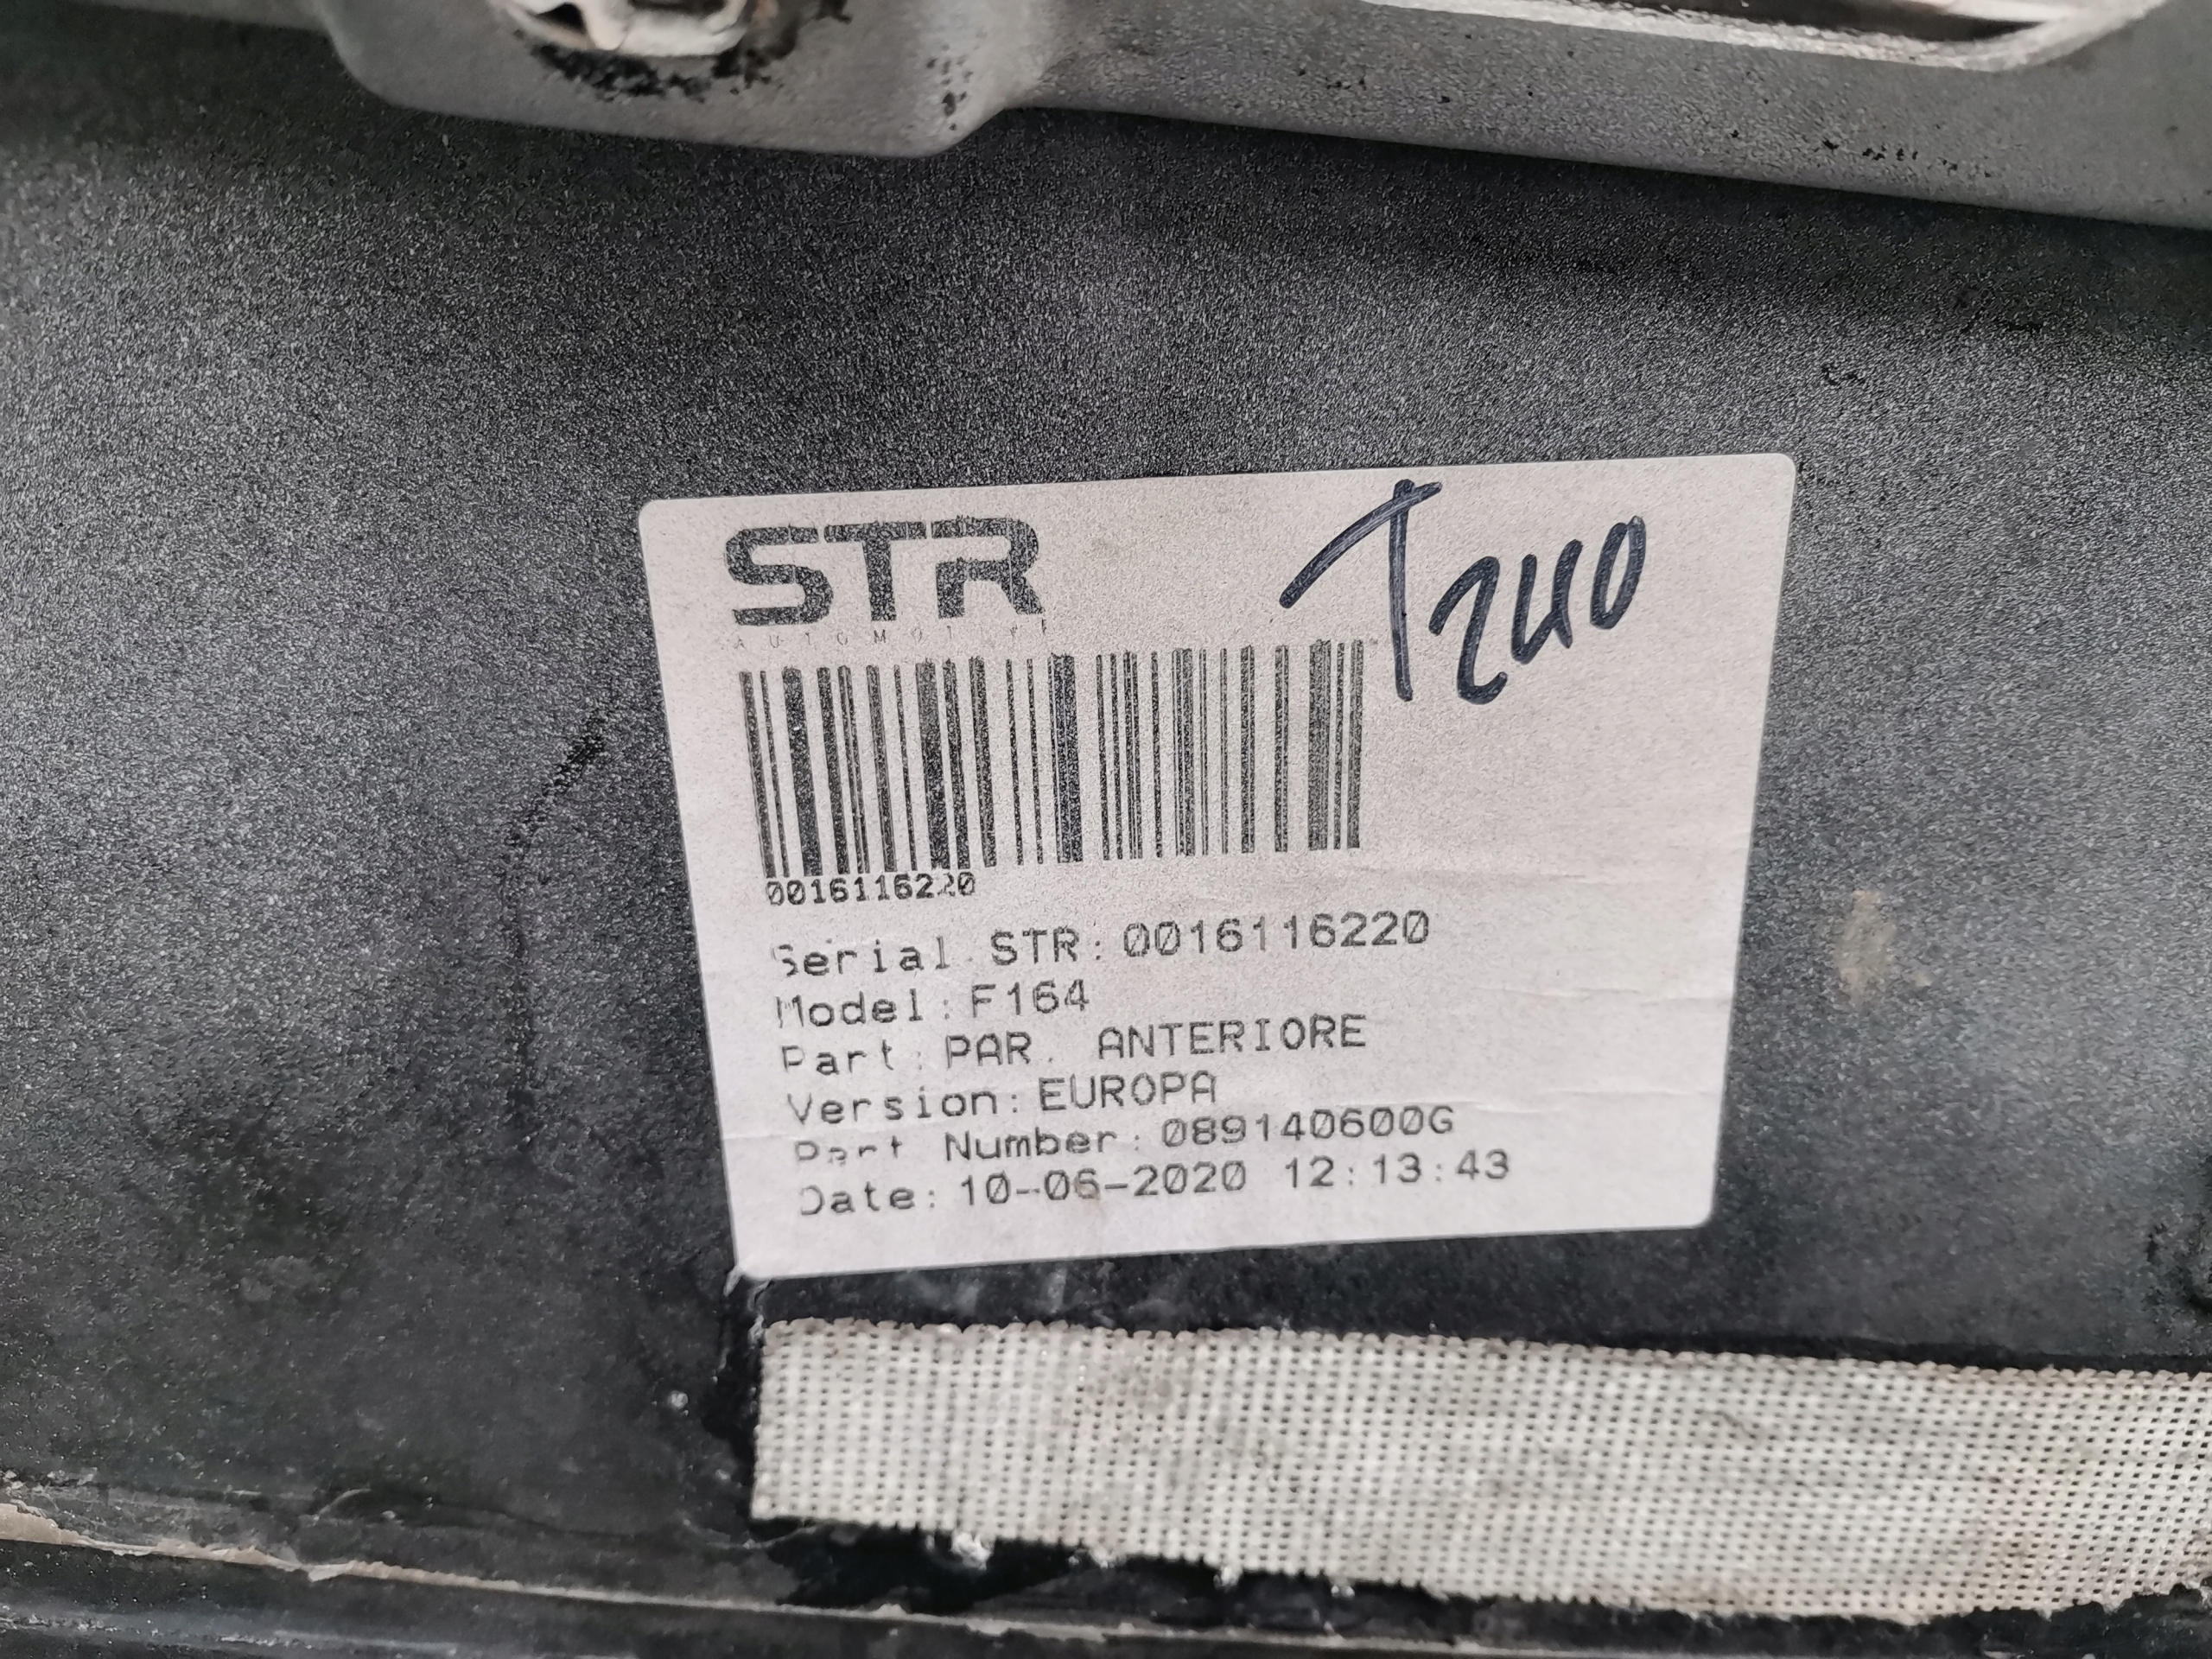 STR
T240
AUTOMOTIVE
0016116220
Serial STR: 0016116220
Model: F164
Part: PAR. ANTERIORE
Version: EUROPA
Part Number: 089140600G
Date: 10-06-2020 12:13:43